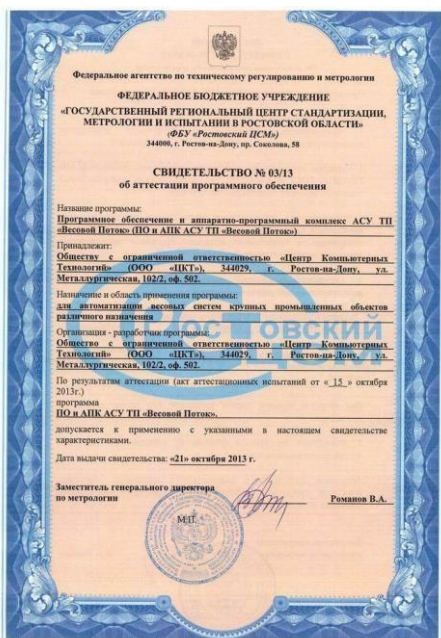 Федеральное агентство по техническому регулированию и метрологии
ФЕДЕРАЛЬНОЕ БЮДЖЕТНОЕ УЧРЕЖДЕНИЕ
«ГОСУДАРСТВЕННЫЙ РЕГИОНАЛЬНЫЙ ЦЕНТР СТАНДАРТИЗАЦИИ,
МЕТРОЛОГИИ И ИСПЫТАНИИ В РОСТОВСКОЙ ОБЛАСТИ»
(ФБУ «Ростовский ЦСМ»)
344000, г. Ростов-на-Дону, пр. Соколова, 58
СВИДЕТЕЛЬСТВО № 03/13
об аттестации программного обеспечения
Название программы:
Программное обеспечение и аппаратно-программный комплекс АСУ ТП
«Весовой Поток» (ПО и АПК АСУ ТП «Весовой Поток»)
Принадлежит:
Обществу с ограниченной ответственностью «Центр Компьютерных
Технологий» (ООО «ЦКТ»), 344029, г. Ростов-на-Дону, ул.
Металлургическая, 102/2, оф. 502.
Назначение и область применения программы:
для автоматизации весовых систем крупных промышленных объектов
различного назначения
Организация - разработчик программы:
Общество с ограниченной ответственностью «Центр Компьютерных
Технологий» (ООО «ЦКТ»), 344029, г. Ростов-на-Дону, ул.
Металлургическая, 102/2, оф. 502.
По результатам аттестации (акт аттестационных испытаний от « 15 » октября
2013г.)
программа
ПО и АПК АСУ ТП «Весовой Поток».
допускается к применению с указанными в настоящем свидетельстве
характеристиками.
Дата выдачи свидетельства: «21» октября 2013 г.
Заместитель генерального директора
по метрологии
Романов В.А.
М.П.
Ростовский
ЦСМ